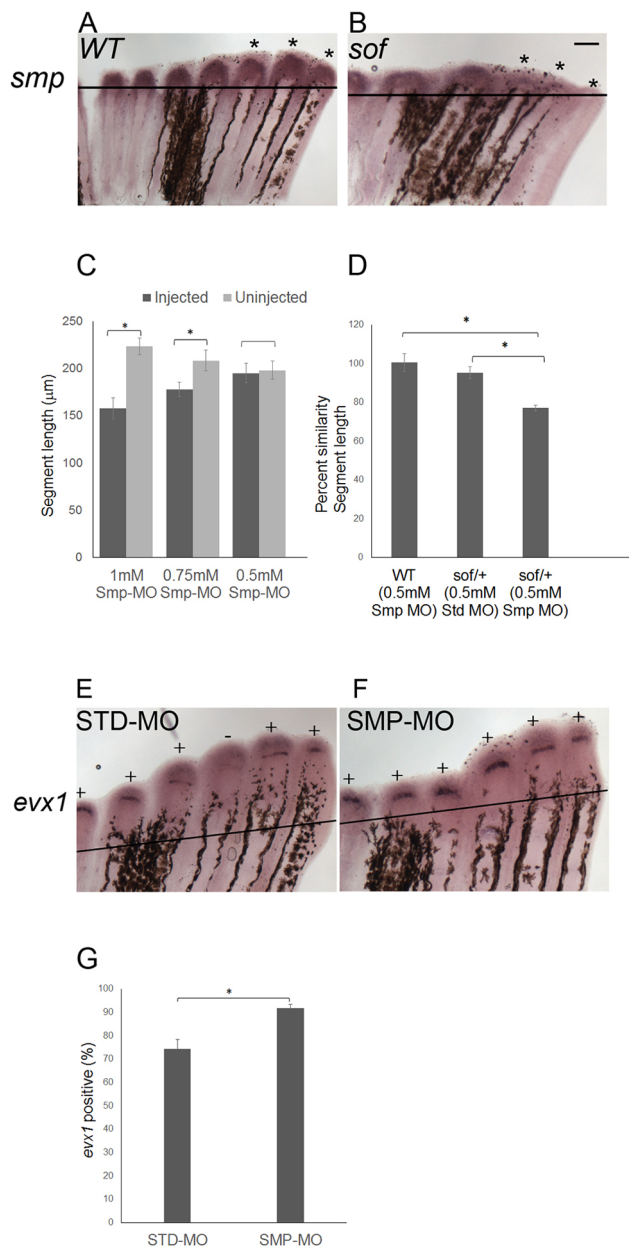 A
WT
* * *
B
sof
* * *
smp
C
Injected Uninjected
250
200
150
100
50
0
Segment length (µm)
*
*
1mM
Smp-MO
0.75mM
Smp-MO
0.5mM
Smp-MO
D
120
100
80
60
40
20
0
Percent similarity
Segment length
*
*
WT
(0.5mM
Smp MO)
sof/+
(0.5mM
Std MO)
sof/+
(0.5mM
Smp MO)
E
STD-MO
+ + + - + +
F
SMP-MO
+ + + + + +
evx1
G
100
90
80
70
60
50
40
30
20
10
0
evx1 positive (%)
*
STD-MO
SMP-MO